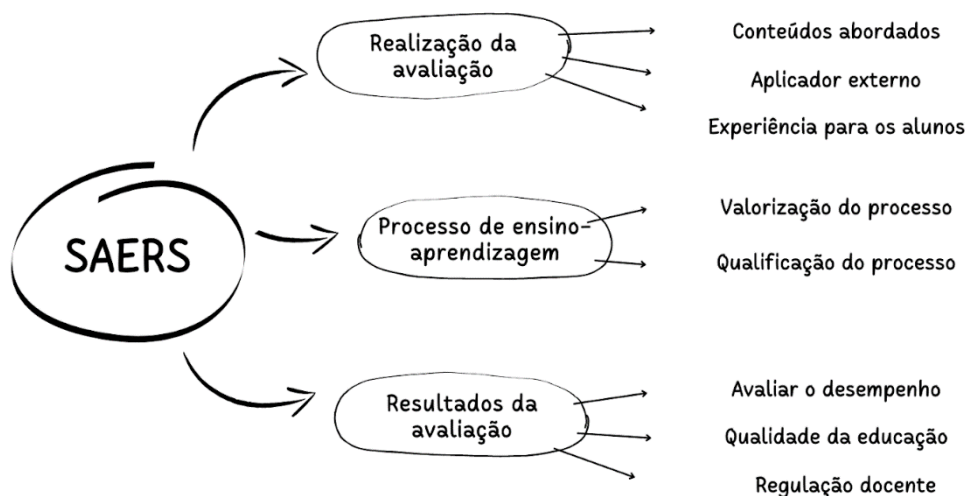 SAERS
Realização da
avaliação
Conteúdos abordados
Aplicador externo
Experiência para os alunos
Processo de ensino-
aprendizagem
Valorização do processo
Qualificação do processo
Resultados da
avaliação
Avaliar o desempenho
Qualidade da educação
Regulação docente